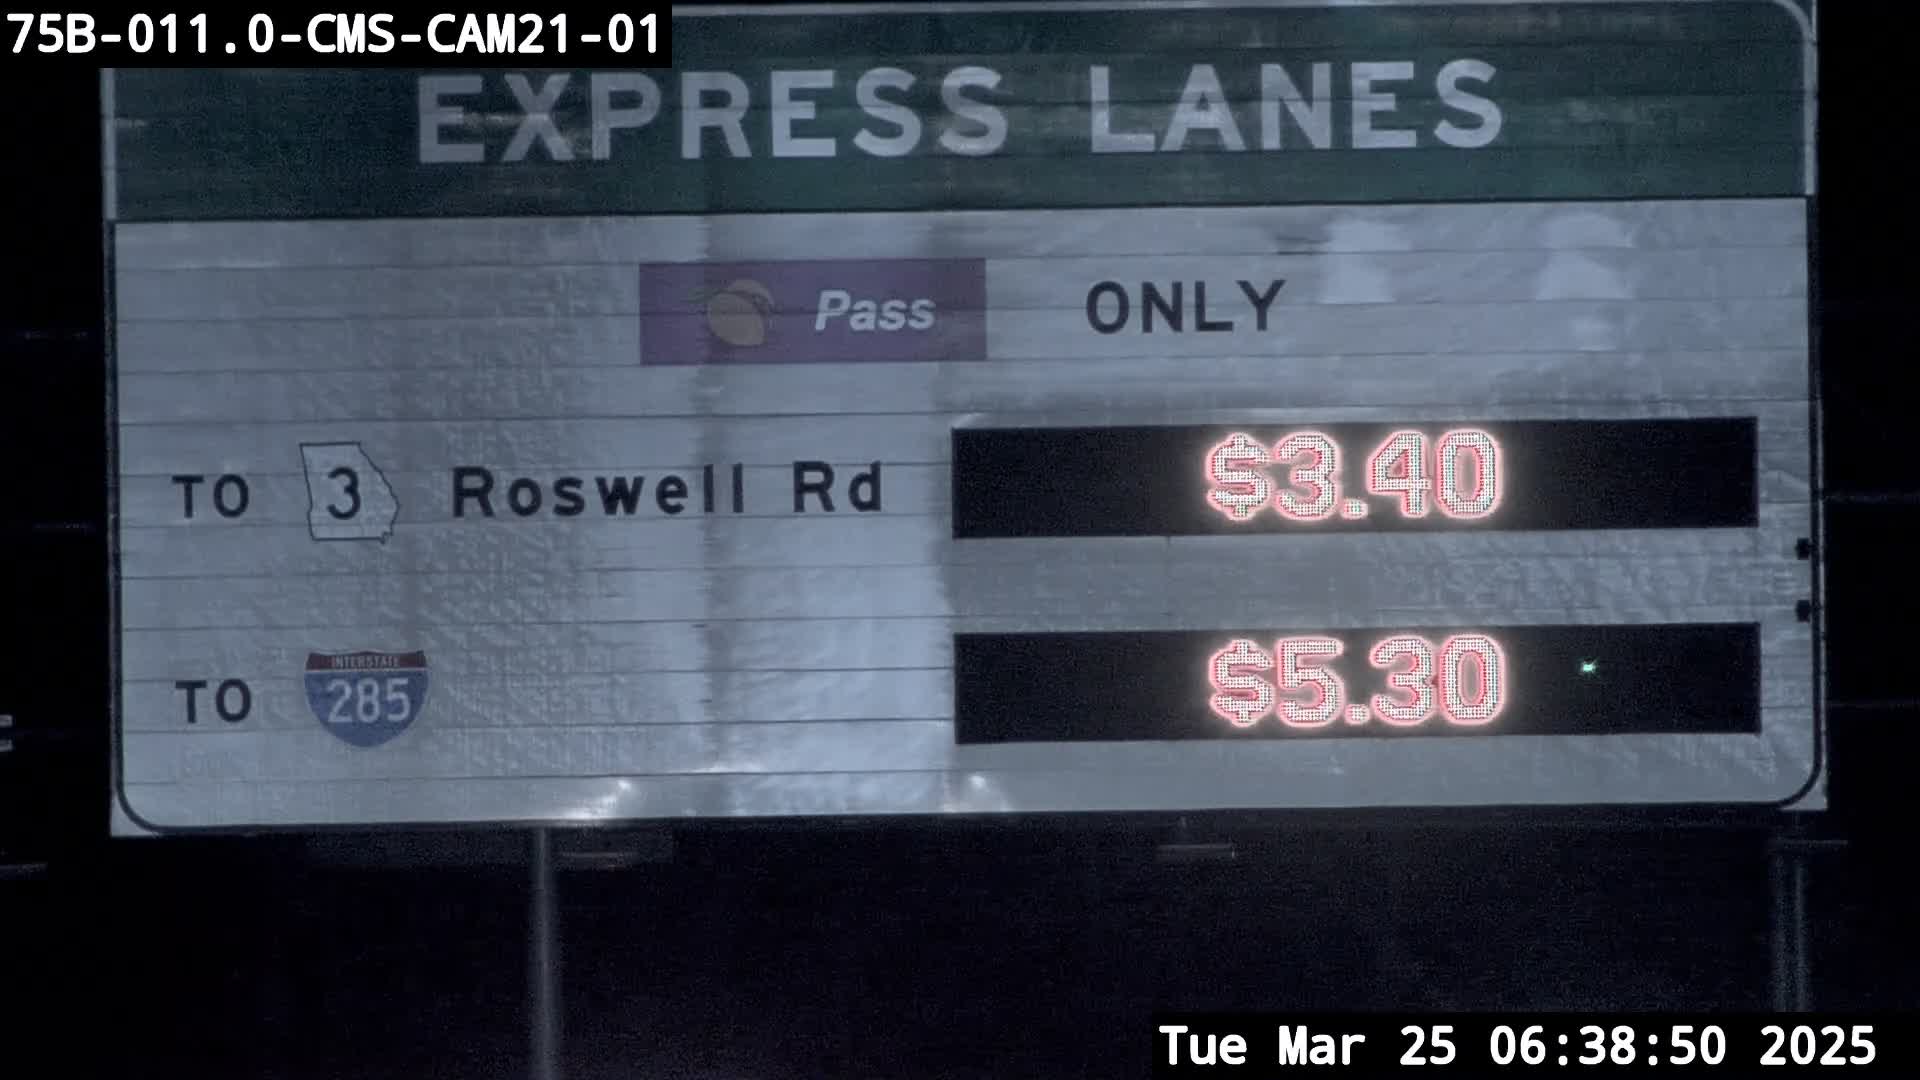 75B-011.0-CMS-CAM21-01
EXPRESS LANES
Pass ONLY
TO 3 Roswell Rd $3.40
INTERSTATE
TO 285 $5.30
Tue Mar 25 06:38:50 2025